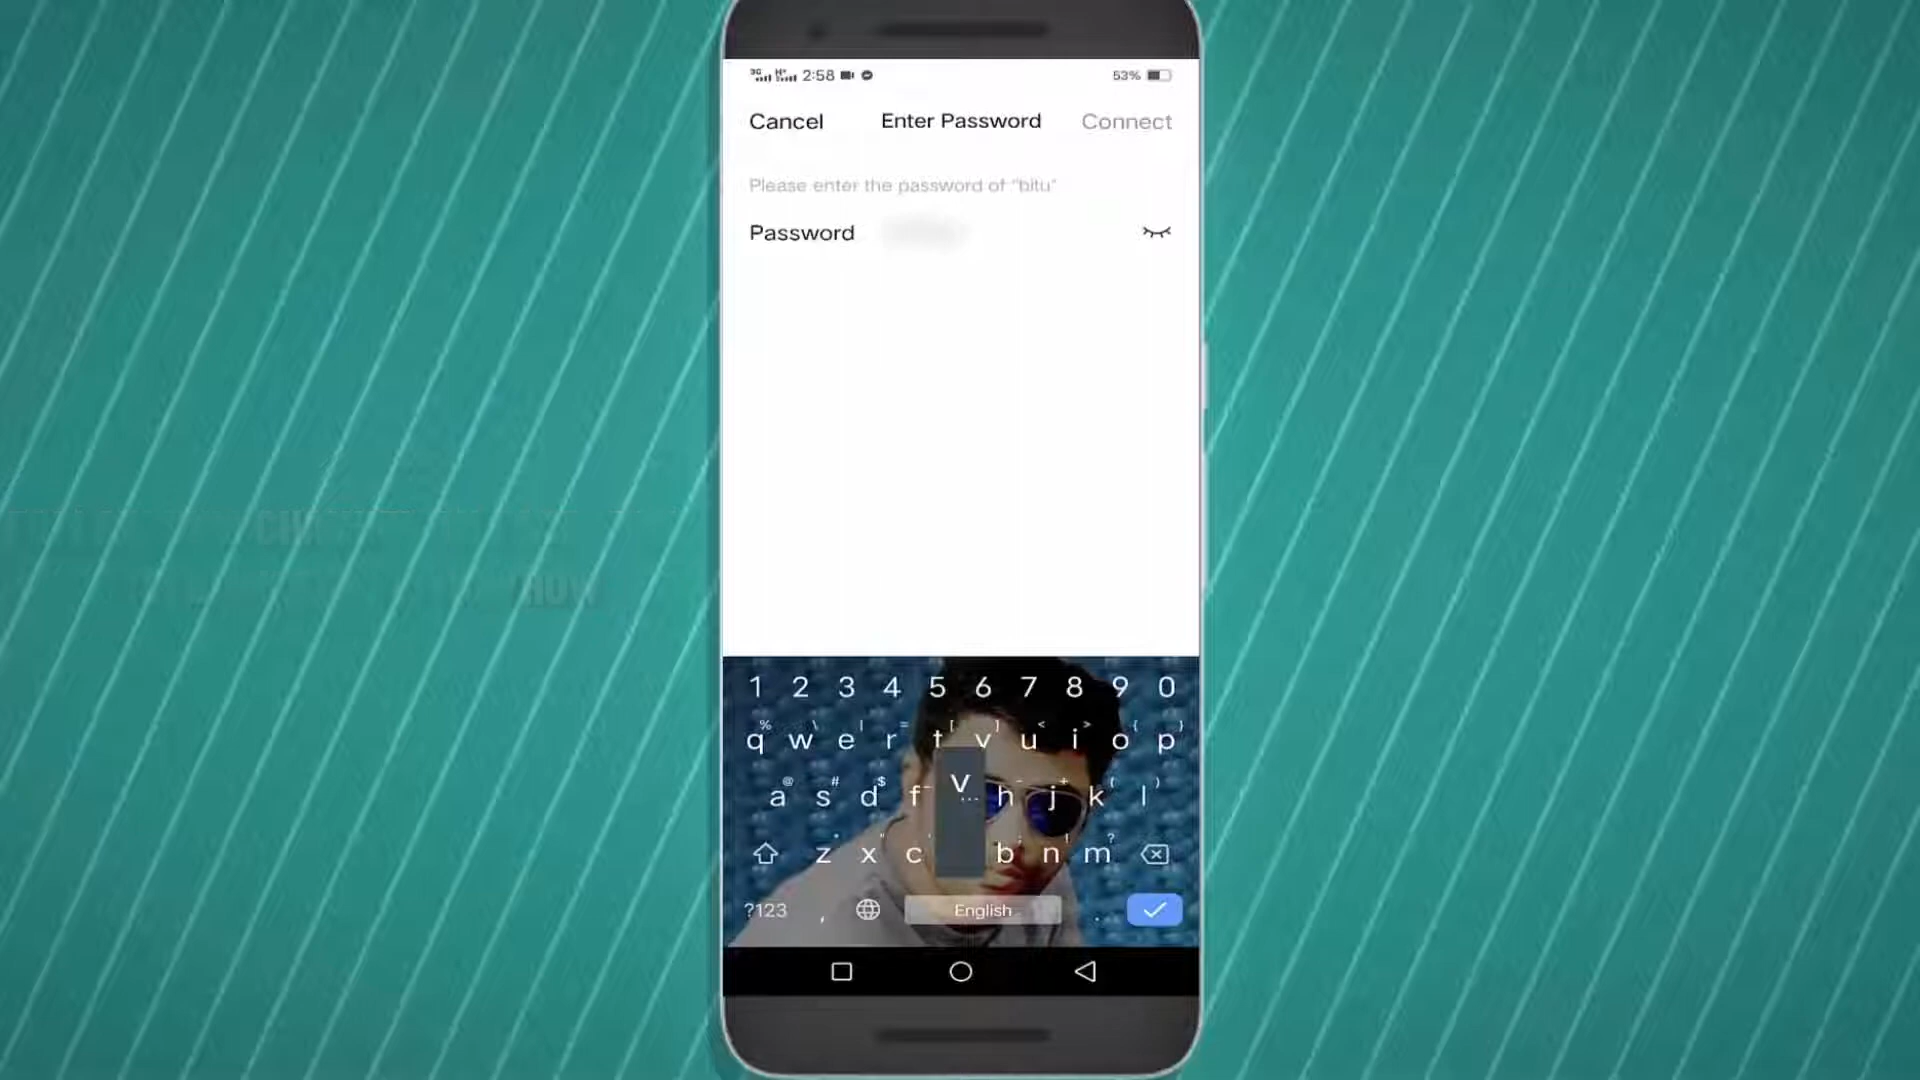 3G H+ 2:58 53%
Cancel Enter Password Connect
Please enter the password of "bitu"
Password
1 2 3 4 5 6 7 8 9 0
% \ | = [ ] < > { }
q w e r t v u i o p
@ # $ - + ( )
a s d f V... h j k l
" ' : ; ! ?
z x c b n m
?123 , English .